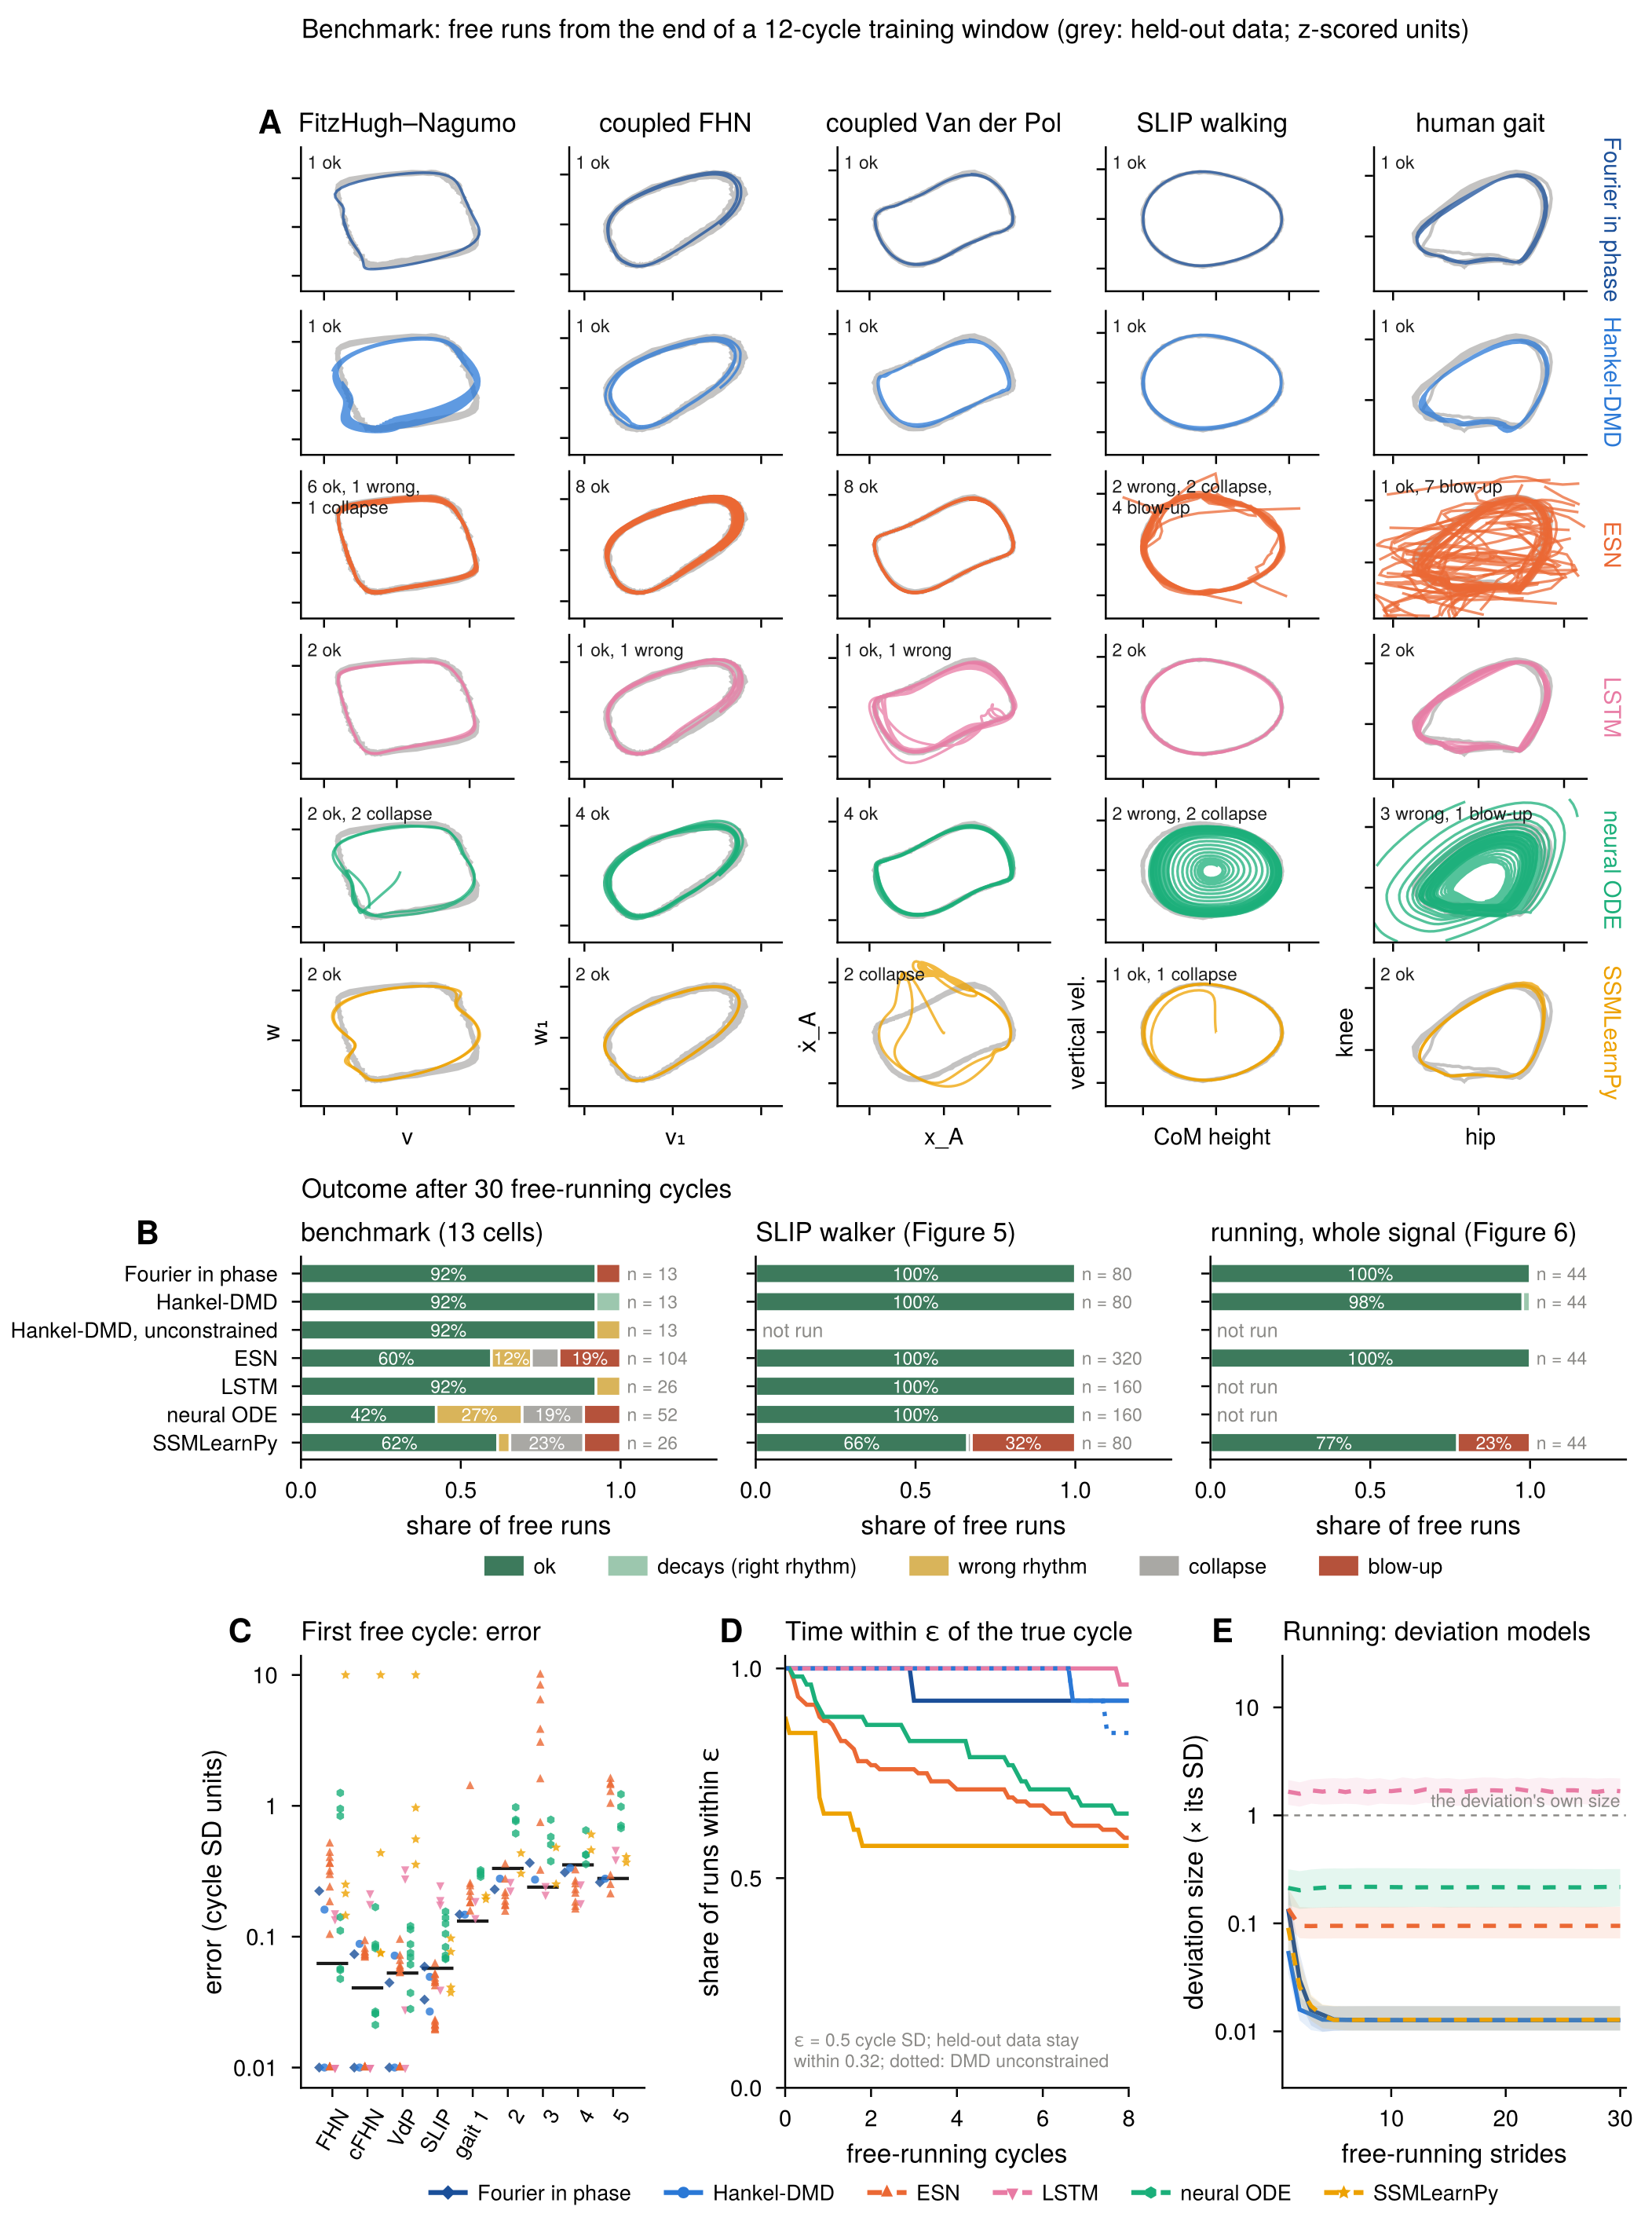 Benchmark: free runs from the end of a 12-cycle training window (grey: held-out data; z-scored units)
A
FitzHugh–Nagumo
coupled FHN
coupled Van der Pol
SLIP walking
human gait
1 ok
1 ok
1 ok
1 ok
1 ok
Fourier in phase
1 ok
1 ok
1 ok
1 ok
1 ok
Hankel-DMD
6 ok, 1 wrong,
1 collapse
8 ok
8 ok
2 wrong, 2 collapse,
4 blow-up
1 ok, 7 blow-up
ESN
2 ok
1 ok, 1 wrong
1 ok, 1 wrong
2 ok
2 ok
LSTM
2 ok, 2 collapse
4 ok
4 ok
2 wrong, 2 collapse
3 wrong, 1 blow-up
neural ODE
2 ok
2 ok
2 collapse
1 ok, 1 collapse
2 ok
SSMLearnPy
w
w₁
ẋ_A
vertical vel.
knee
v
v₁
x_A
CoM height
hip
Outcome after 30 free-running cycles
B
benchmark (13 cells)
SLIP walker (Figure 5)
running, whole signal (Figure 6)
Fourier in phase
92%
n = 13
100%
n = 80
100%
n = 44
Hankel-DMD
92%
n = 13
100%
n = 80
98%
n = 44
Hankel-DMD, unconstrained
92%
n = 13
not run
not run
ESN
60%
12%
19%
n = 104
100%
n = 320
100%
n = 44
LSTM
92%
n = 26
100%
n = 160
not run
neural ODE
42%
27%
19%
n = 52
100%
n = 160
not run
SSMLearnPy
62%
23%
n = 26
66%
32%
n = 80
77%
23%
n = 44
0.0
0.5
1.0
0.0
0.5
1.0
0.0
0.5
1.0
share of free runs
share of free runs
share of free runs
ok
decays (right rhythm)
wrong rhythm
collapse
blow-up
C
First free cycle: error
error (cycle SD units)
10
1
0.1
0.01
FHN
cFHN
VdP
SLIP
gait 1
2
3
4
5
D
Time within ε of the true cycle
share of runs within ε
1.0
0.5
0.0
ε = 0.5 cycle SD; held-out data stay
within 0.32; dotted: DMD unconstrained
0
2
4
6
8
free-running cycles
E
Running: deviation models
deviation size (× its SD)
10
1
0.1
0.01
the deviation's own size
10
20
30
free-running strides
Fourier in phase
Hankel-DMD
ESN
LSTM
neural ODE
SSMLearnPy